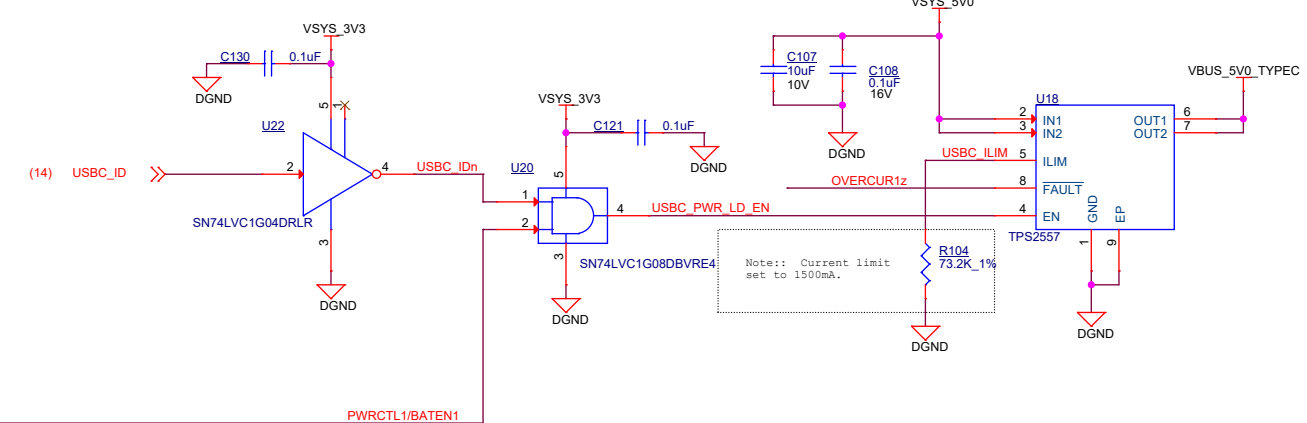 VSYS_5V0
VSYS_3V3
C130
0.1uF
DGND
5
1
U22
(14)
USBC_ID
2
4
USBC_IDn
SN74LVC1G04DRLR
3
DGND
VSYS_3V3
C121
0.1uF
DGND
U20
5
1
2
4
USBC_PWR_LD_EN
3
SN74LVC1G08DBVRE4
DGND
PWRCTL1/BATEN1
C107
10uF
10V
C108
0.1uF
16V
DGND
VBUS_5V0_TYPEC
U18
2
IN1
3
IN2
OUT1
6
OUT2
7
USBC_ILIM
5
ILIM
OVERCUR1z
8
FAULT
4
EN
GND
EP
1
9
TPS2557
Note:: Current limit
set to 1500mA.
R104
73.2K_1%
DGND
DGND